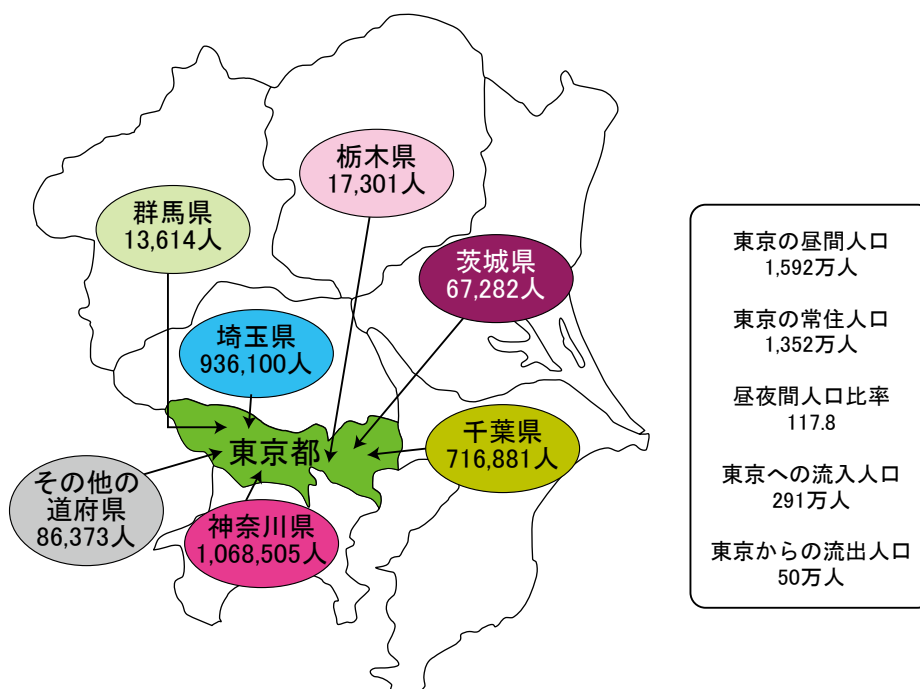 栃木県
17,301人
群馬県
13,614人
茨城県
67,282人
埼玉県
936,100人
東京都
千葉県
716,881人
その他の
道府県
86,373人
神奈川県
1,068,505人
東京の昼間人口
1,592万人
東京の常住人口
1,352万人
昼夜間人口比率
117.8
東京への流入人口
291万人
東京からの流出人口
50万人